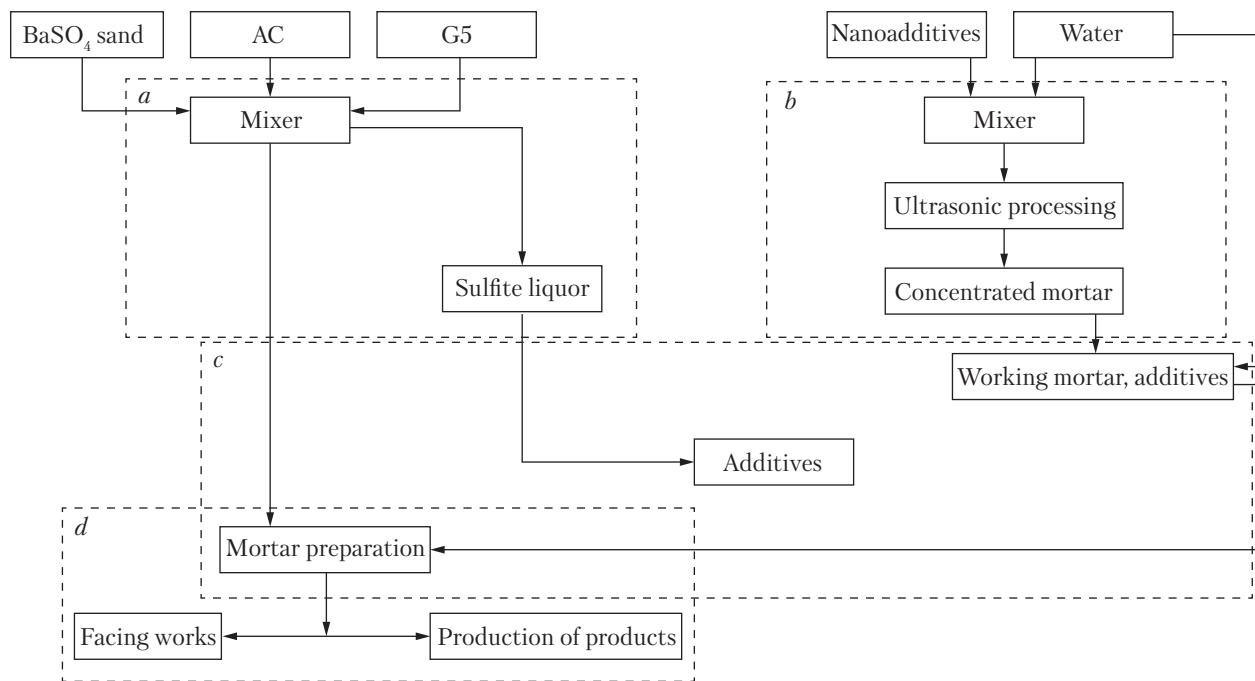 BaSO₄ sand
AC
G5
Nanoadditives
Water
a
Mixer
b
Mixer
Ultrasonic processing
Sulfite liquor
Concentrated mortar
c
Working mortar, additives
Additives
d
Mortar preparation
Facing works
Production of products